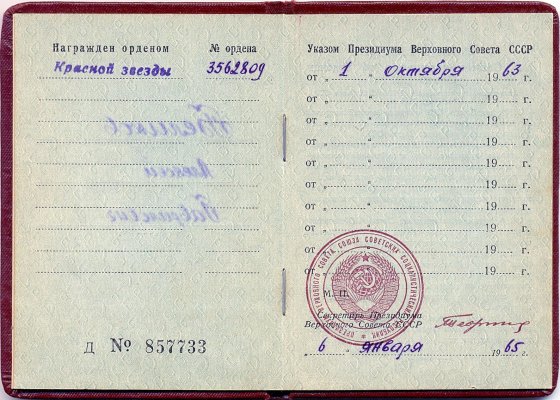 Награжден орденом
№ ордена
Красной звезды
3562809
Д № 857733
Указом Президиума Верховного Совета СССР
от „ 1 “ Октября 1963 г.
от „ “ 19 г.
от „ “ 19 г.
от „ “ 19 г.
от „ “ 19 г.
от „ “ 19 г.
от „ “ 19 г.
от „ “ 19 г.
от „ “ 19 г.
от „ “ 19 г.
М. П.
Секретарь Президиума
Верховного Совета СССР
„ 6 “ января 1965 г.